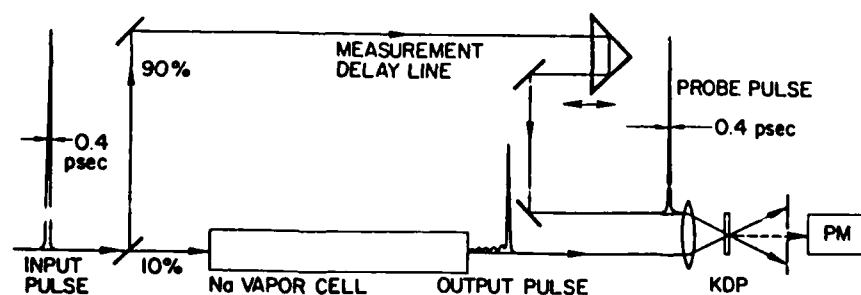 MEASUREMENT
DELAY LINE
90%
PROBE PULSE
0.4
psec
0.4
psec
INPUT
PULSE
10%
Na VAPOR CELL
OUTPUT PULSE
KDP
PM